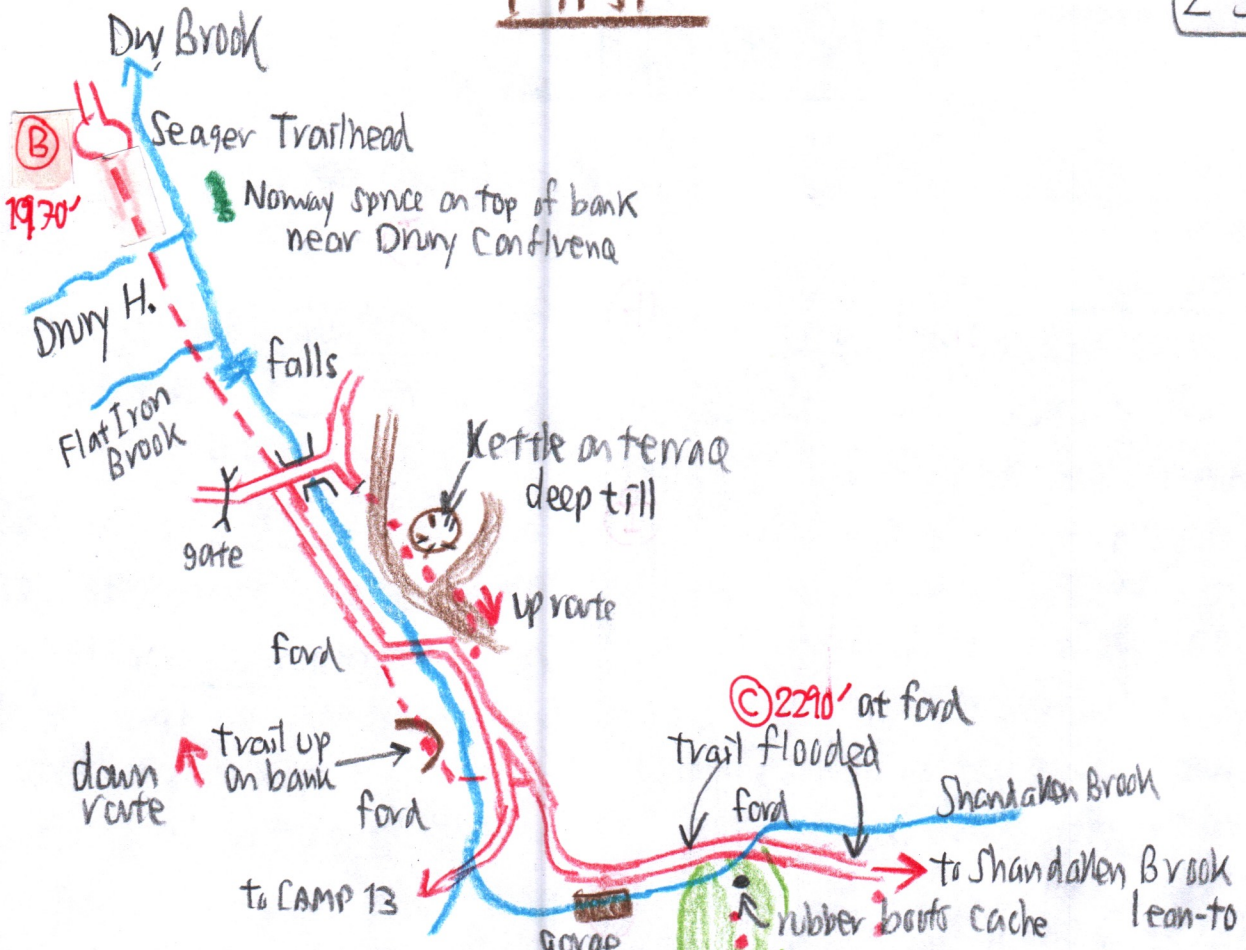 Dry Brook
B
Seager Trailhead
1970'
Norway spruce on top of bank
near Drury Confluence
Drury H.
falls
Flat Iron
Brook
Kettle on terrace
deep till
gate
up route
ford
C 2290' at ford
trail flooded
trail up
on bank
down
route
ford
ford
Shandaken Brook
to CAMP 13
to Shandaken Brook
lean-to
rubber boots cache
gorge